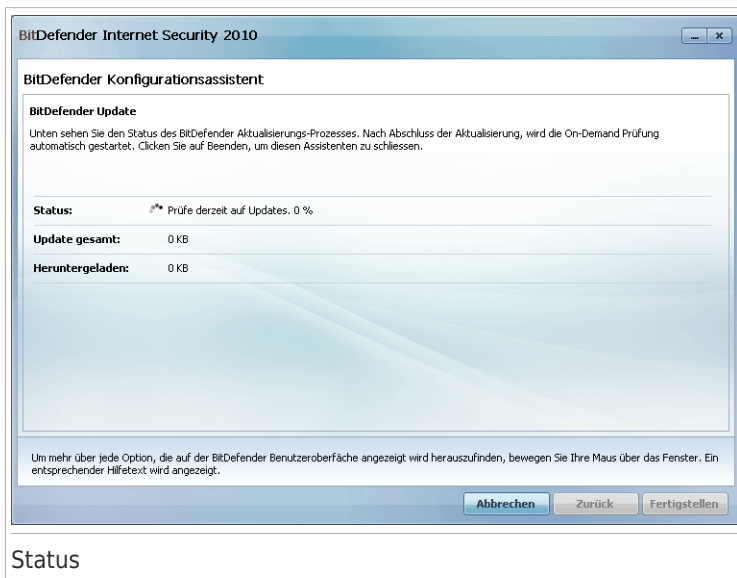 BitDefender Internet Security 2010
BitDefender Konfigurationsassistent
BitDefender Update
Unten sehen Sie den Status des BitDefender Aktualisierungs-Prozesses. Nach Abschluss der Aktualisierung, wird die On-Demand Prüfung
automatisch gestartet. Clicken Sie auf Beenden, um diesen Assistenten zu schliessen.
Status: Prüfe derzeit auf Updates. 0 %
Update gesamt: 0 KB
Heruntergeladen: 0 KB
Um mehr über jede Option, die auf der BitDefender Benutzeroberfäche angezeigt wird herauszufinden, bewegen Sie Ihre Maus über das Fenster. Ein
entsprechender Hilfetext wird angezeigt.
Abbrechen Zurück Fertigstellen
Status